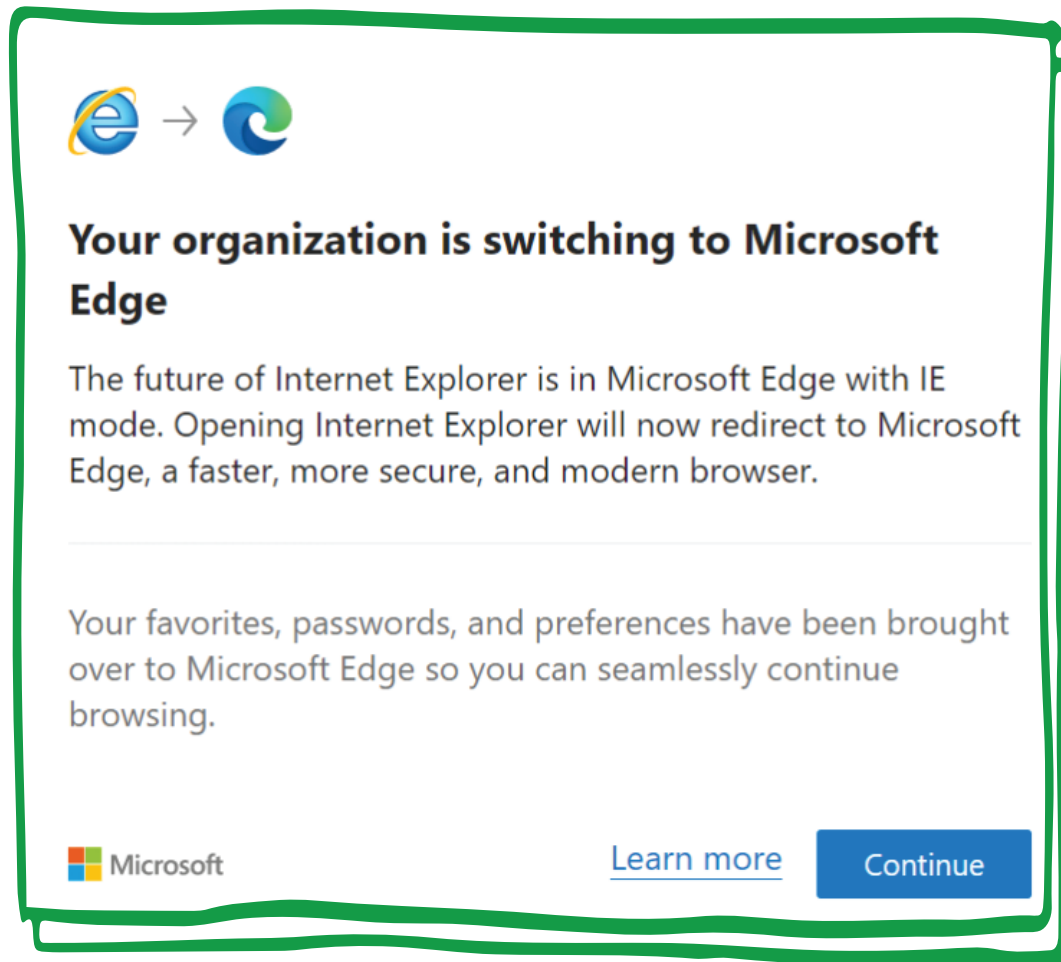 Your organization is switching to Microsoft
Edge
The future of Internet Explorer is in Microsoft Edge with IE
mode. Opening Internet Explorer will now redirect to Microsoft
Edge, a faster, more secure, and modern browser.
Your favorites, passwords, and preferences have been brought
over to Microsoft Edge so you can seamlessly continue
browsing.
Microsoft
Learn more
Continue